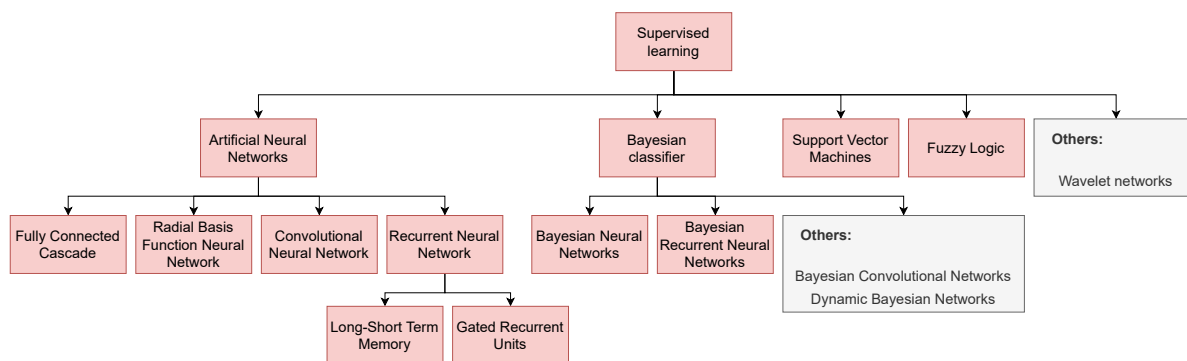 Supervised
learning
Artificial Neural
Networks
Bayesian
classifier
Support Vector
Machines
Fuzzy Logic
Others:
Wavelet networks
Fully Connected
Cascade
Radial Basis
Function Neural
Network
Convolutional
Neural Network
Recurrent Neural
Network
Bayesian Neural
Networks
Bayesian
Recurrent Neural
Networks
Others:
Bayesian Convolutional Networks
Dynamic Bayesian Networks
Long-Short Term
Memory
Gated Recurrent
Units